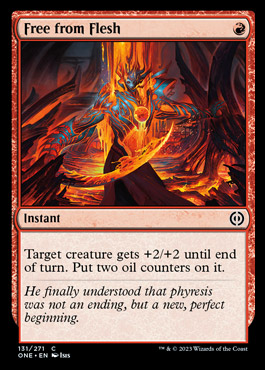 Free from Flesh
Instant
Target creature gets +2/+2 until end
of turn. Put two oil counters on it.
He finally understood that phyresis
was not an ending, but a new, perfect
beginning.
131/271 C
ONE • EN Isis
™ & © 2023 Wizards of the Coast